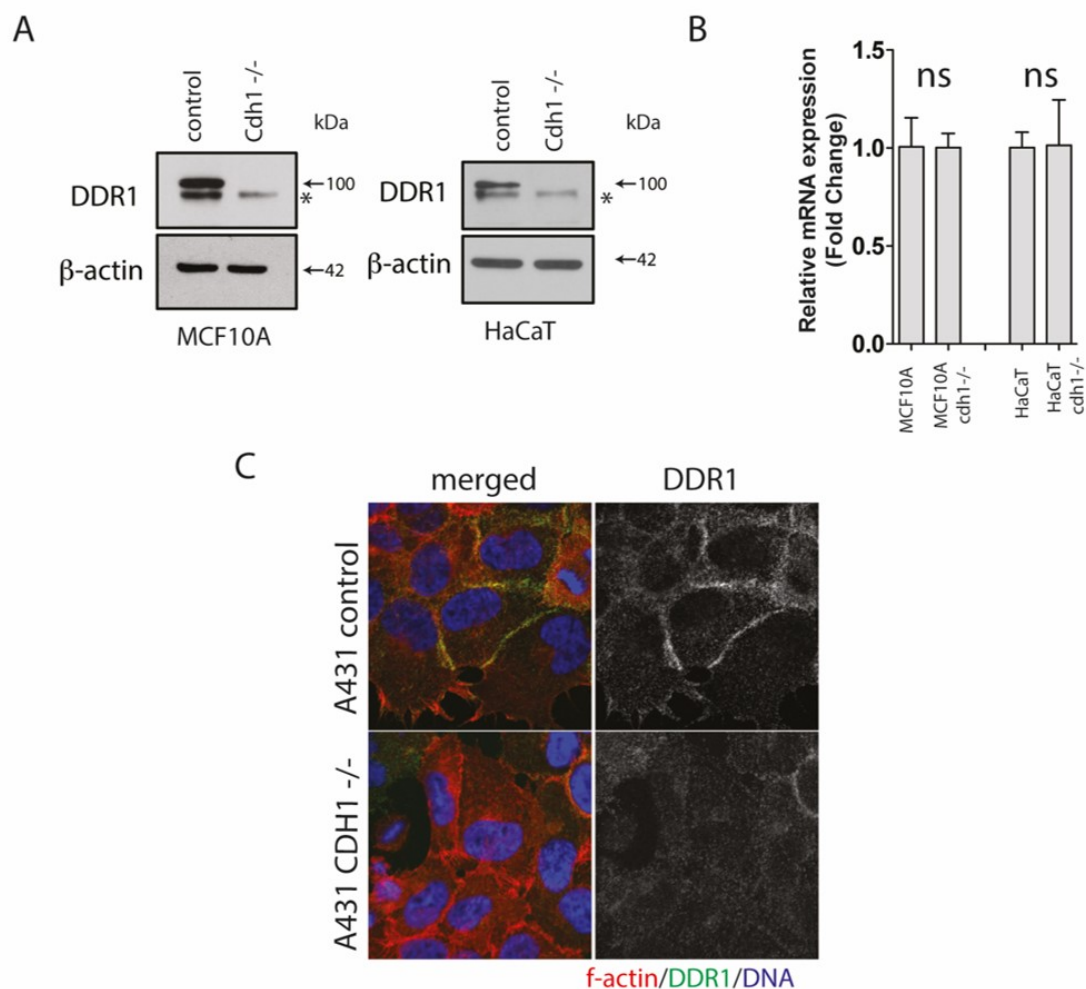 A
control
Cdh1 -/-
kDa
DDR1
←100
*
β-actin
←42
MCF10A
control
Cdh1 -/-
kDa
DDR1
←100
*
β-actin
←42
HaCaT
B
Relative mRNA expression
(Fold Change)
1.5
1.0
0.5
0.0
ns
ns
MCF10A
MCF10A
cdh1-/-
HaCaT
HaCaT
cdh1-/-
C
merged
DDR1
A431 control
A431 CDH1 -/-
f-actin/DDR1/DNA